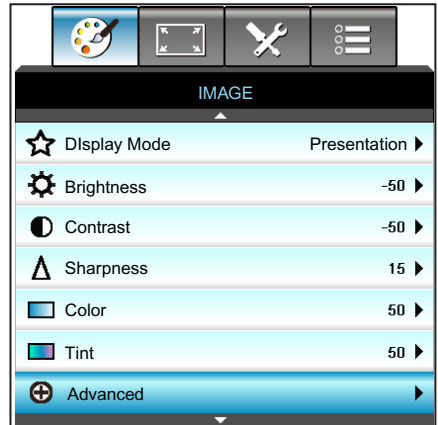 IMAGE
DIsplay Mode Presentation
Brightness -50
Contrast -50
Sharpness 15
Color 50
Tint 50
Advanced